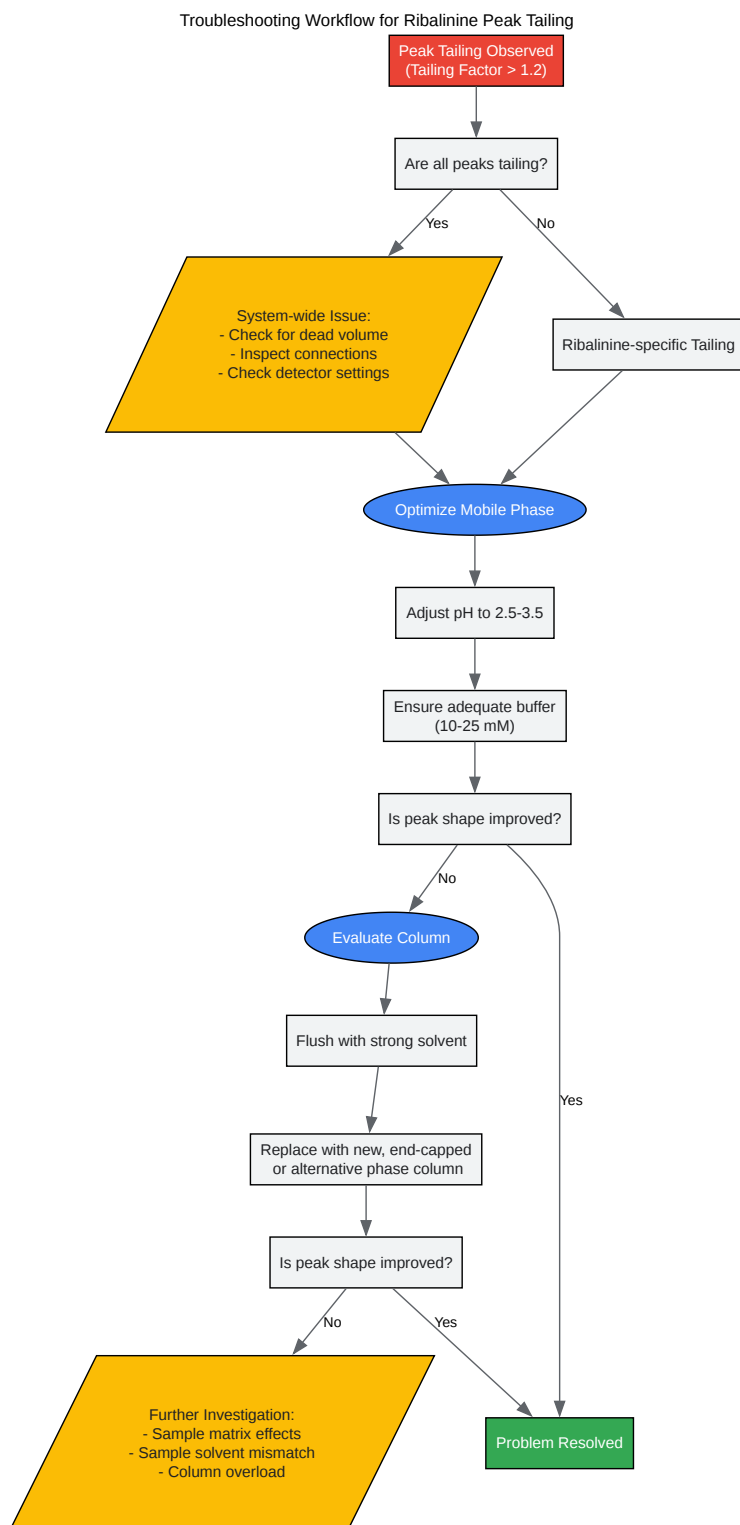 Troubleshooting Workflow for Ribalinine Peak Tailing
Peak Tailing Observed
(Tailing Factor > 1.2)
Are all peaks tailing?
Yes
No
System-wide Issue:
- Check for dead volume
- Inspect connections
- Check detector settings
Ribalinine-specific Tailing
Optimize Mobile Phase
Adjust pH to 2.5-3.5
Ensure adequate buffer
(10-25 mM)
Is peak shape improved?
No
Evaluate Column
Flush with strong solvent
Yes
Replace with new, end-capped
or alternative phase column
Is peak shape improved?
No
Yes
Further Investigation:
- Sample matrix effects
- Sample solvent mismatch
- Column overload
Problem Resolved